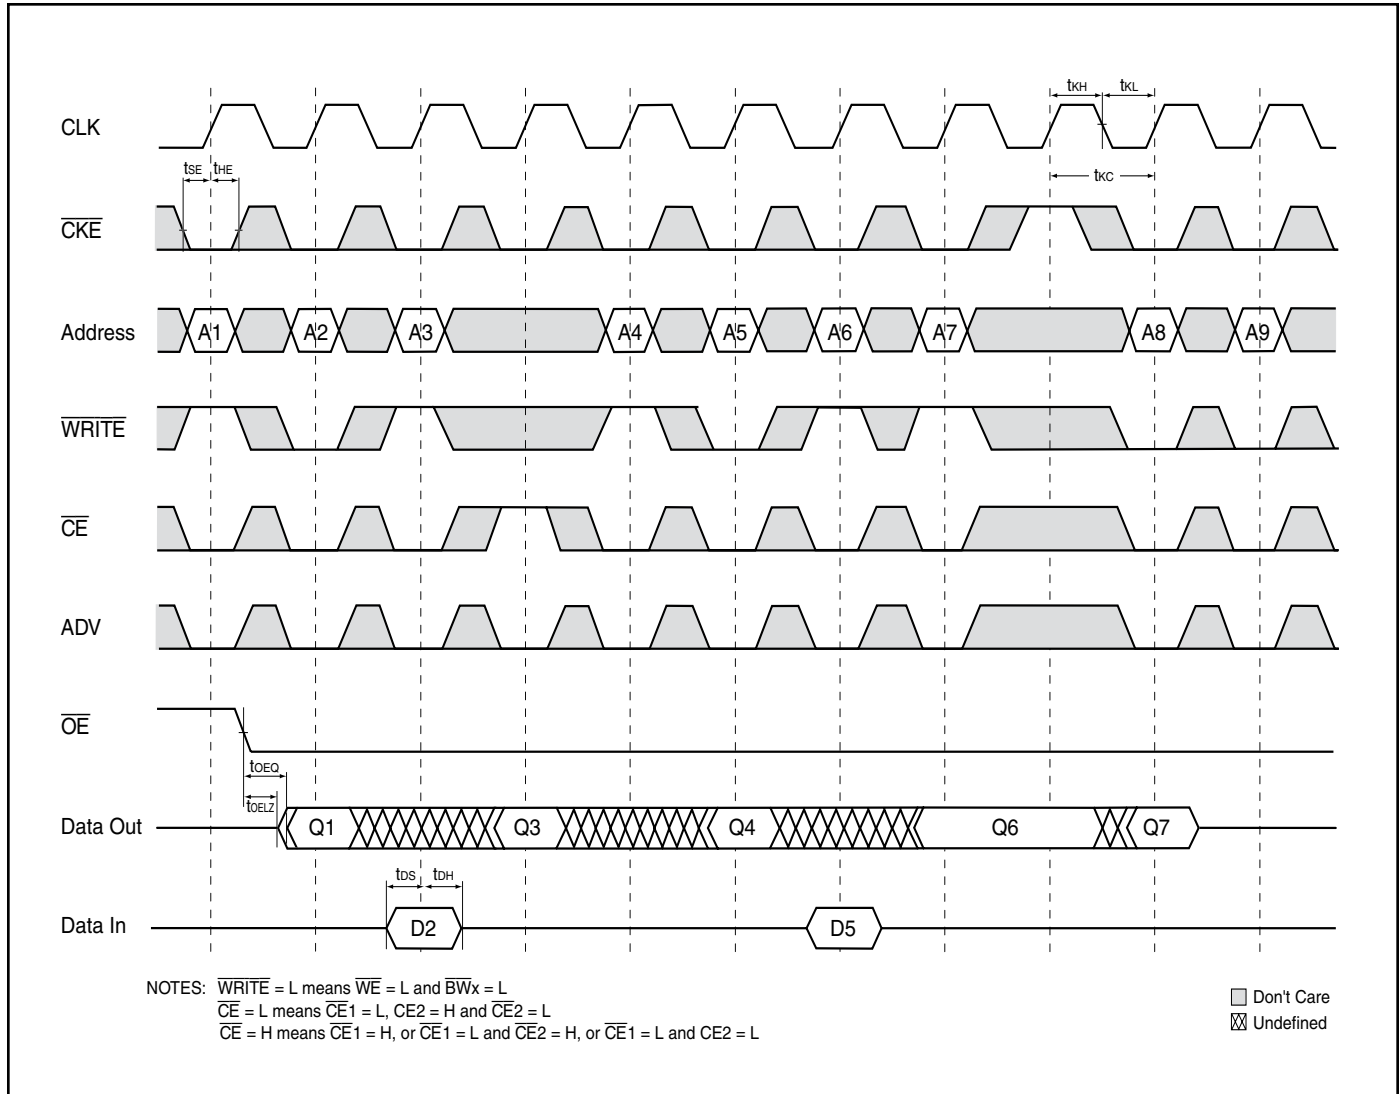 tKH tKL
CLK
tSE tHE
tKC
CKE
Address A1 A2 A3 A4 A5 A6 A7 A8 A9
WRITE
CE
ADV
OE
tOEQ
tOELZ
Data Out Q1 Q3 Q4 Q6 Q7
tDS tDH
Data In D2 D5
NOTES: WRITE = L means WE = L and BWx = L
CE = L means CE1 = L, CE2 = H and CE2 = L
CE = H means CE1 = H, or CE1 = L and CE2 = H, or CE1 = L and CE2 = L
Don't Care
Undefined